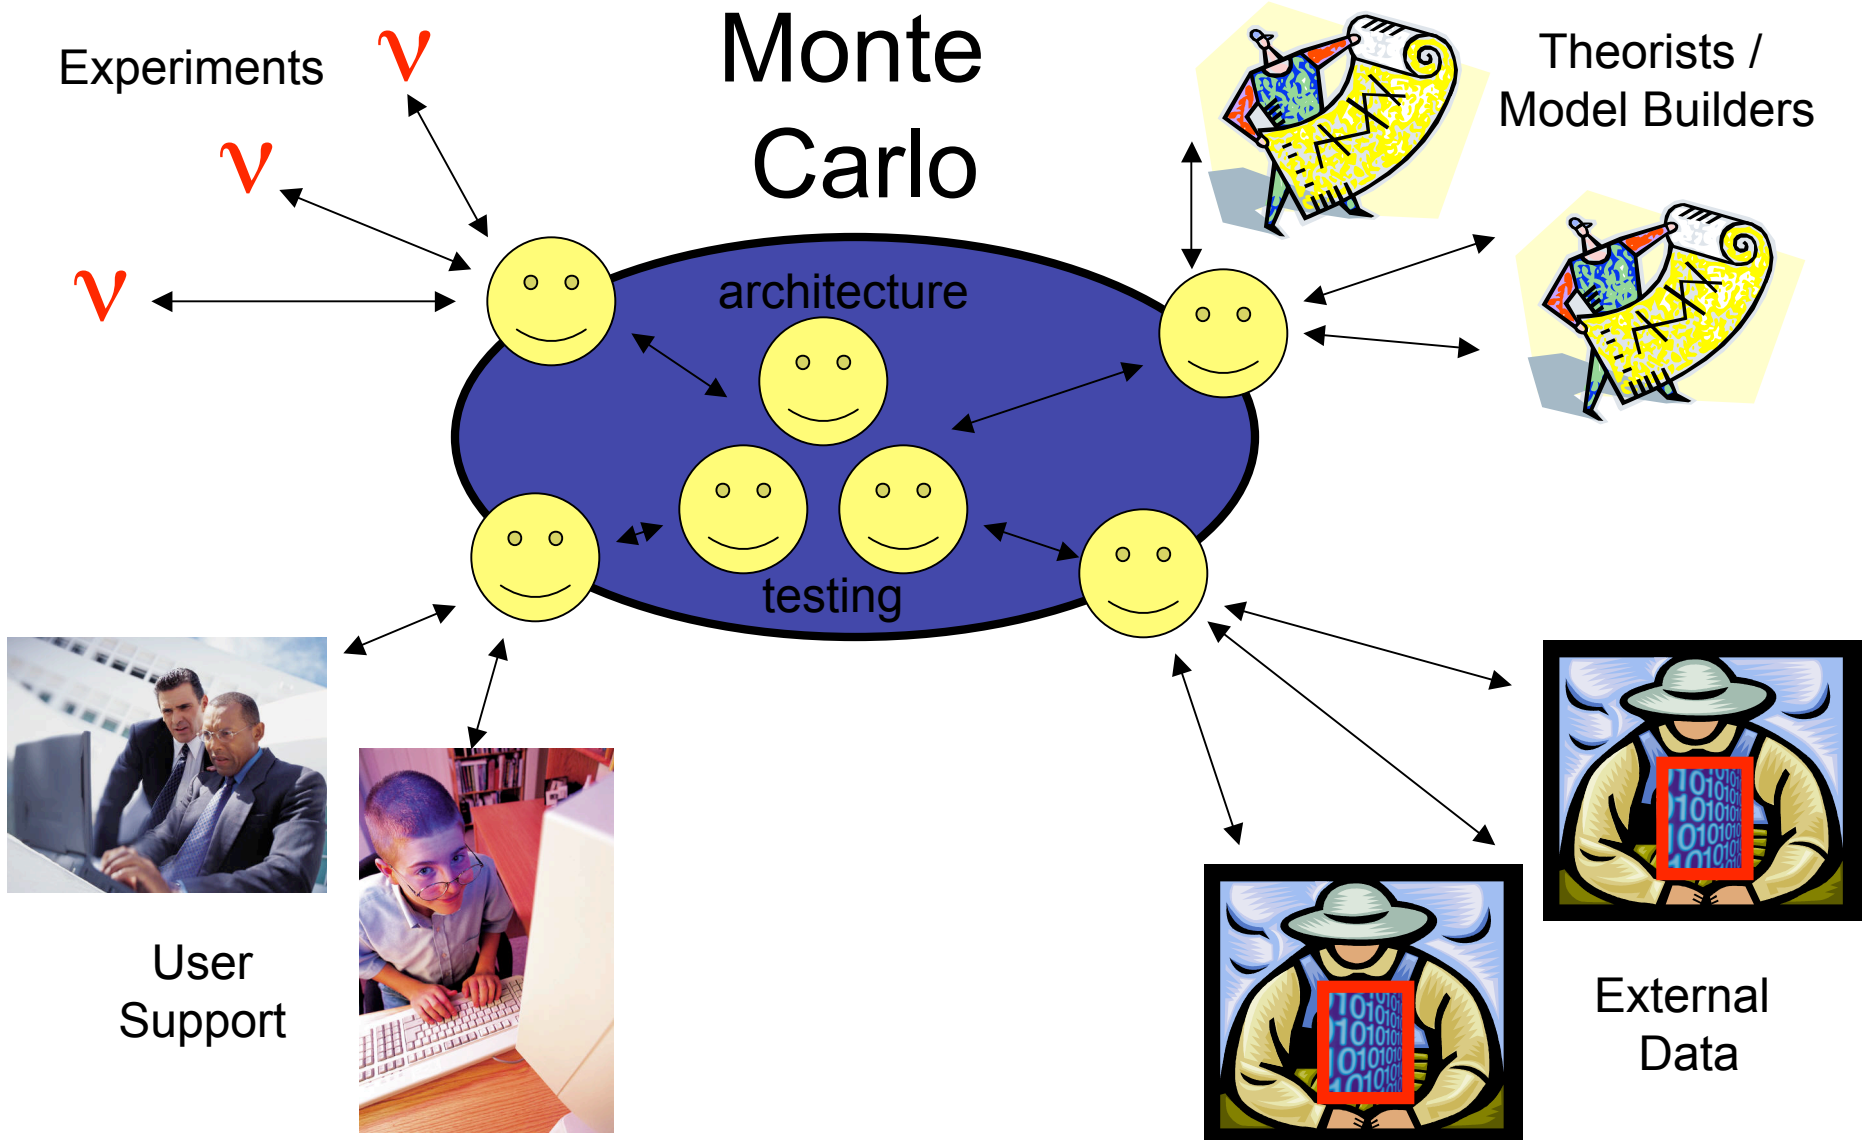 Monte
Carlo
Experiments
ν
ν
ν
Theorists /
Model Builders
architecture
testing
User
Support
External
Data